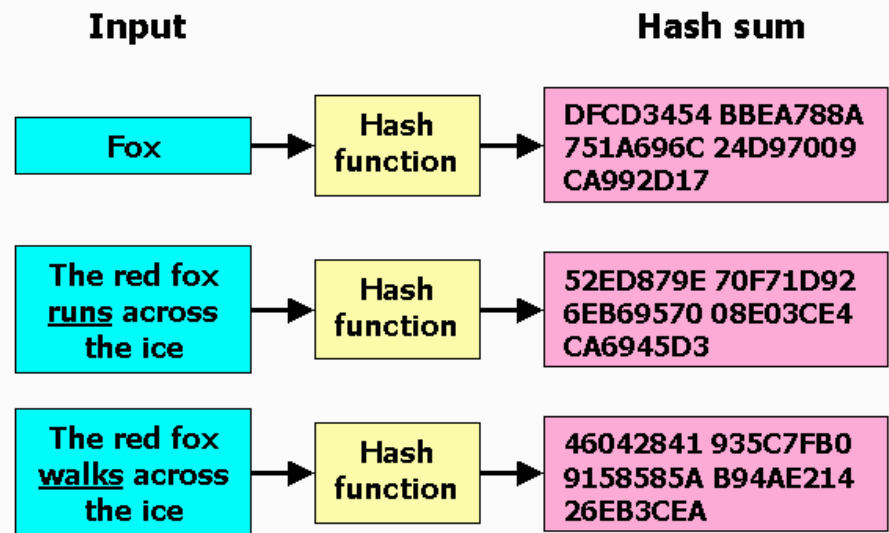 Input
Hash sum
Fox
Hash
function
DFCD3454 BBEA788A
751A696C 24D97009
CA992D17
The red fox
runs across
the ice
Hash
function
52ED879E 70F71D92
6EB69570 08E03CE4
CA6945D3
The red fox
walks across
the ice
Hash
function
46042841 935C7FB0
9158585A B94AE214
26EB3CEA